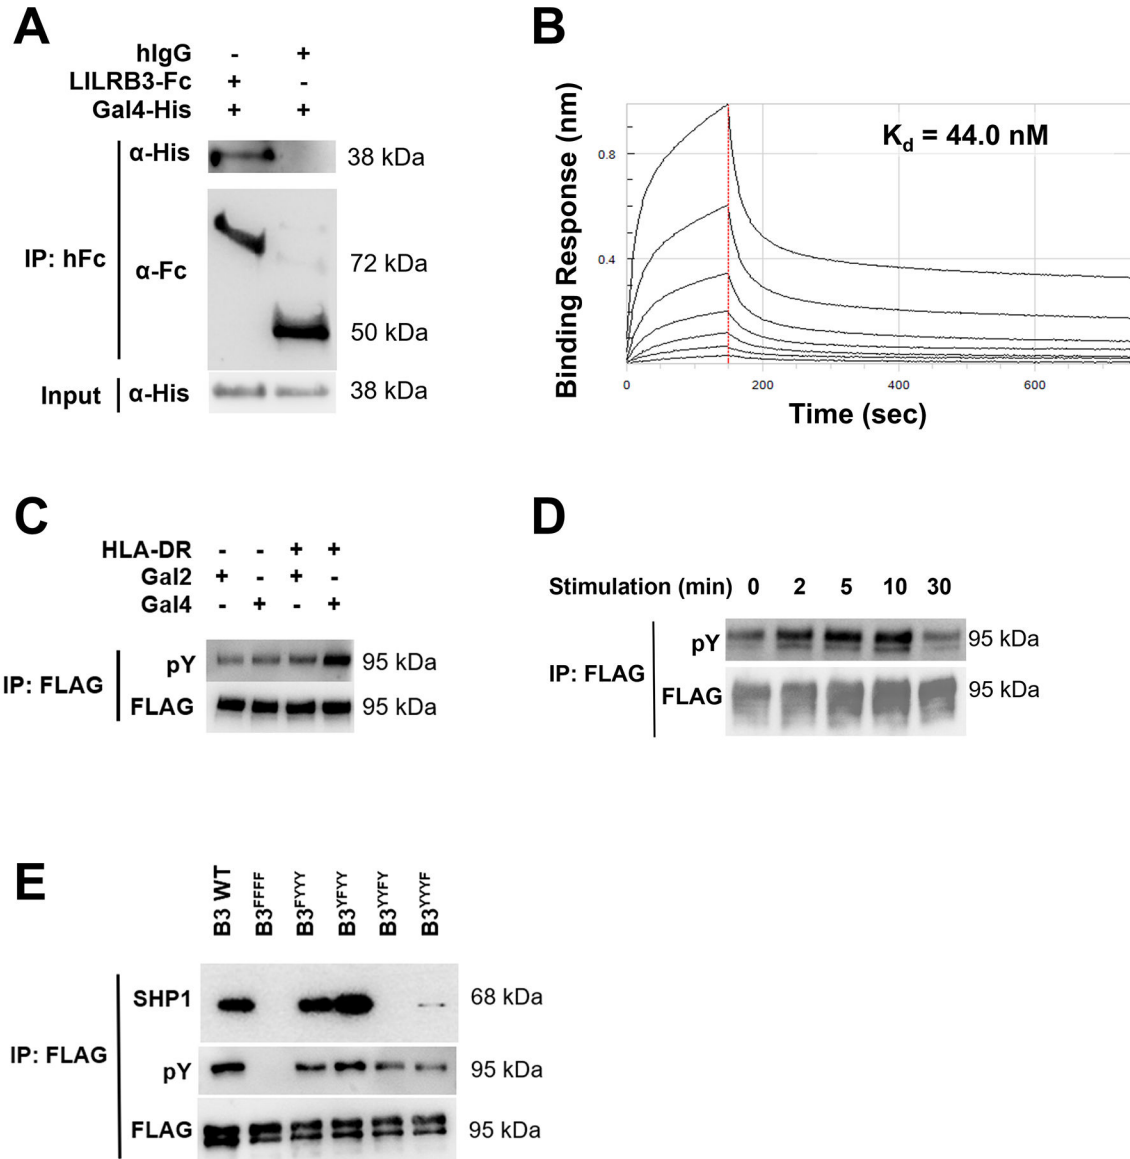 A
hIgG - +
LILRB3-Fc + -
Gal4-His + +
α-His 38 kDa
IP: hFc
α-Fc
72 kDa
50 kDa
Input α-His 38 kDa
B
Binding Response (nm)
0.8
0.4
Kd = 44.0 nM
0 200 400 600
Time (sec)
C
HLA-DR - - + +
Gal2 + - + -
Gal4 - + - +
IP: FLAG
pY 95 kDa
FLAG 95 kDa
D
Stimulation (min) 0 2 5 10 30
IP: FLAG
pY 95 kDa
FLAG 95 kDa
E
B3 WT
B3FFFF
B3FYYY
B3YFYY
B3YYFY
B3YYYF
IP: FLAG
SHP1 68 kDa
pY 95 kDa
FLAG 95 kDa